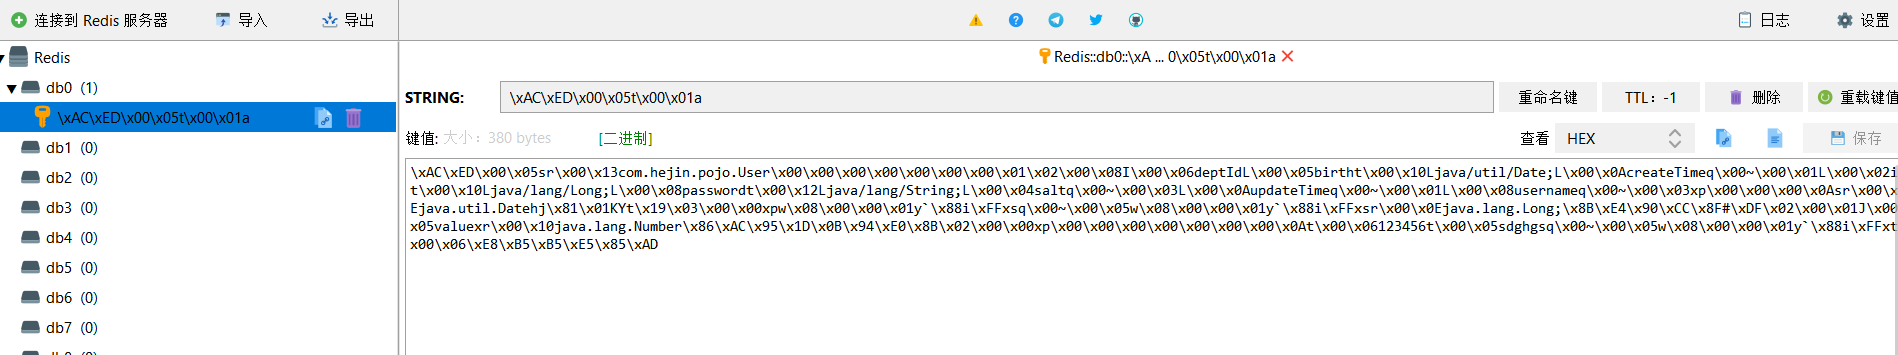 连接到 Redis 服务器 导入 导出 日志 设置
Redis
db0 (1)
\xAC\xED\x00\x05t\x00\x01a
db1 (0)
db2 (0)
db3 (0)
db4 (0)
db5 (0)
db6 (0)
db7 (0)
Redis::db0::\xA ... 0\x05t\x00\x01a
STRING: \xAC\xED\x00\x05t\x00\x01a 重命名键 TTL: -1 删除 重载键值
键值: 大小: 380 bytes [二进制] 查看 HEX 保存
\xAC\xED\x00\x05sr\x00\x13com.hejin.pojo.User\x00\x00\x00\x00\x00\x00\x00\x01\x02\x00\x08I\x00\x06deptIdL\x00\x05birtht\x00\x10Ljava/util/Date;L\x00\x0AcreateTimeq\x00~\x00\x01L\x00\x02i
t\x00\x10Ljava/lang/Long;L\x00\x08passwordt\x00\x12Ljava/lang/String;L\x00\x04saltq\x00~\x00\x03L\x00\x0AupdateTimeq\x00~\x00\x01L\x00\x08usernameq\x00~\x00\x03xp\x00\x00\x00\x0Asr\x00\x
Ejava.util.Datehj\x81\x01KYt\x19\x03\x00\x00xpw\x08\x00\x00\x01y`\x88i\xFFxsq\x00~\x00\x05w\x08\x00\x00\x01y`\x88i\xFFxsr\x00\x0Ejava.lang.Long;\x8B\xE4\x90\xCC\x8F#\xDF\x02\x00\x01J\x00
x05valuexr\x00\x10java.lang.Number\x86\xAC\x95\x1D\x0B\x94\xE0\x8B\x02\x00\x00xp\x00\x00\x00\x00\x00\x00\x00\x0At\x00\x06123456t\x00\x05sdghgsq\x00~\x00\x05w\x08\x00\x00\x01y`\x88i\xFFxt
x00\x06\xE8\xB5\xB5\xE5\x85\xAD